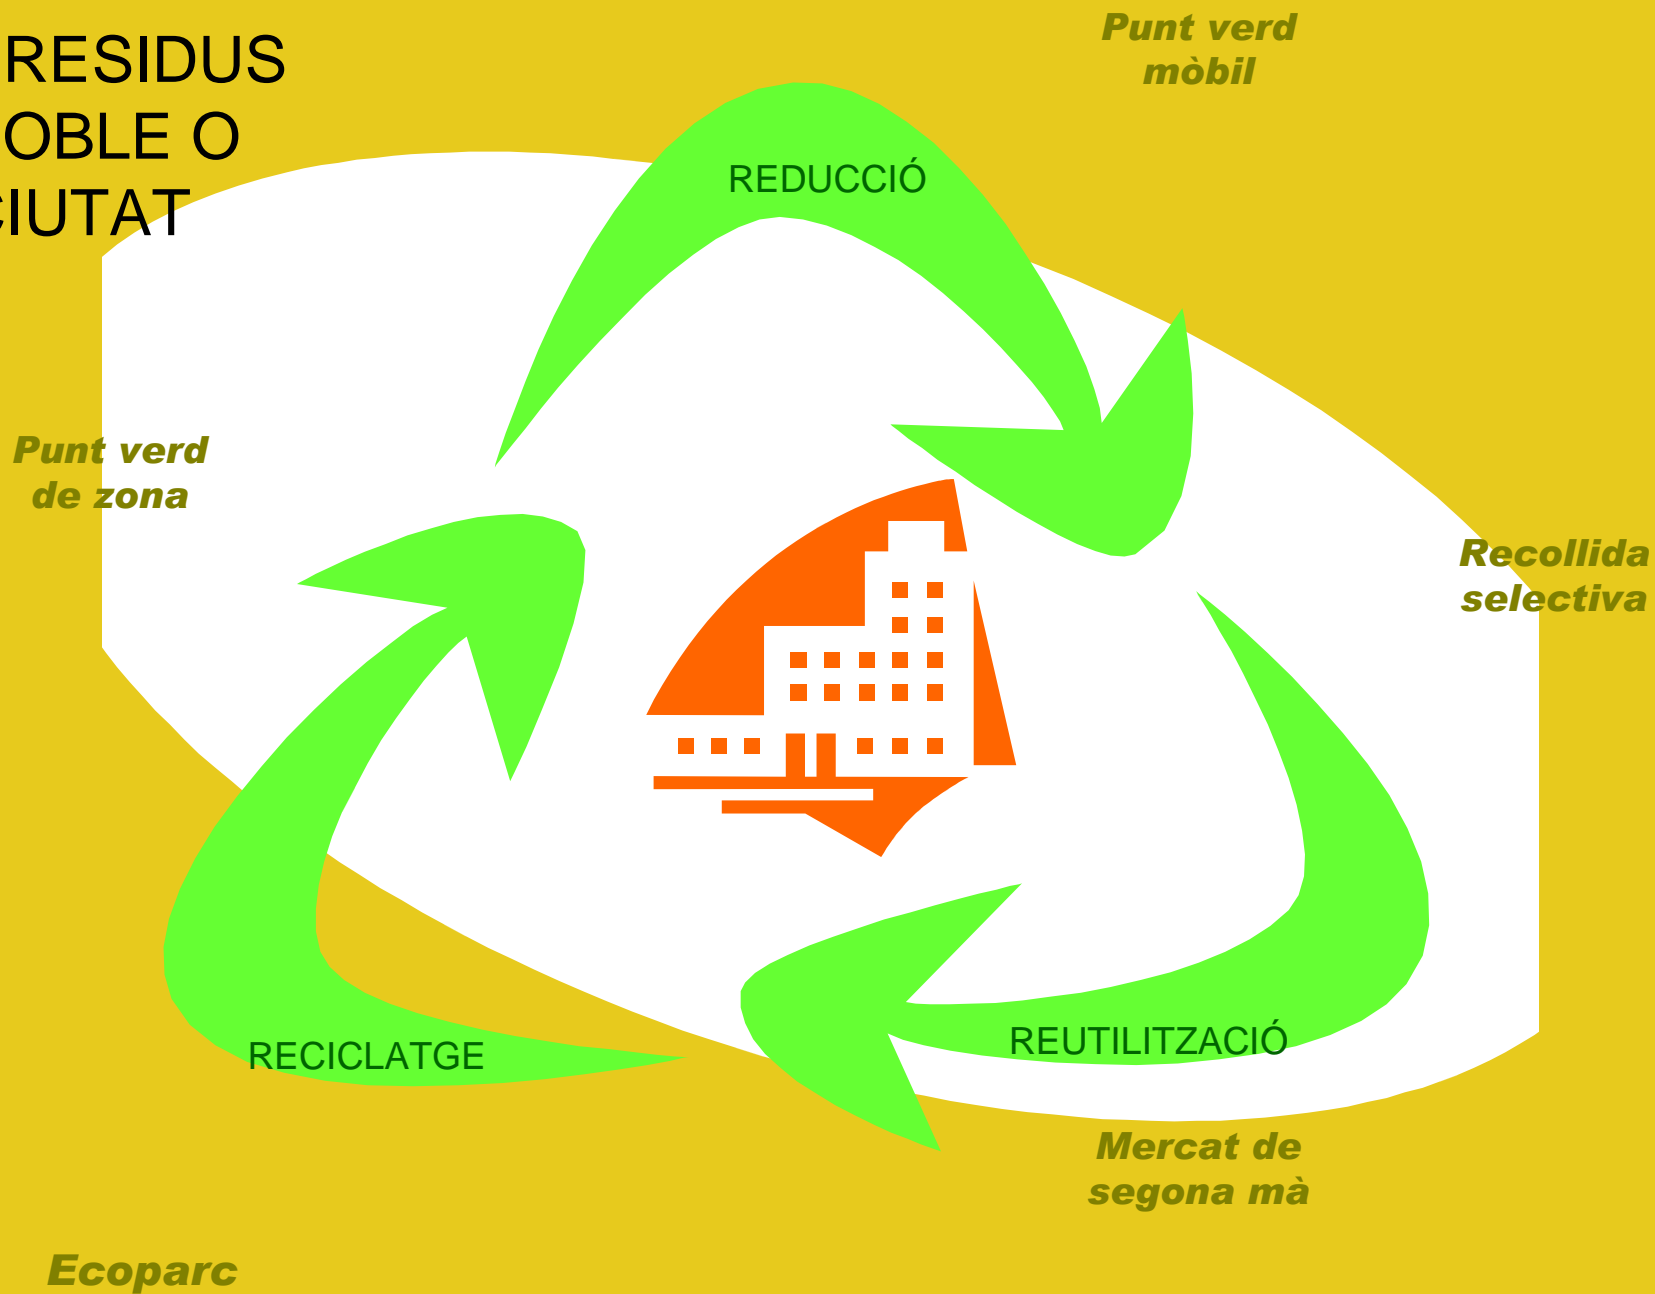 RESIDUS
OBLE O
CIUTAT
Punt verd
mòbil
REDUCCIÓ
Punt verd
de zona
Recollida
selectiva
RECICLATGE
REUTILITZACIÓ
Mercat de
segona mà
Ecoparc